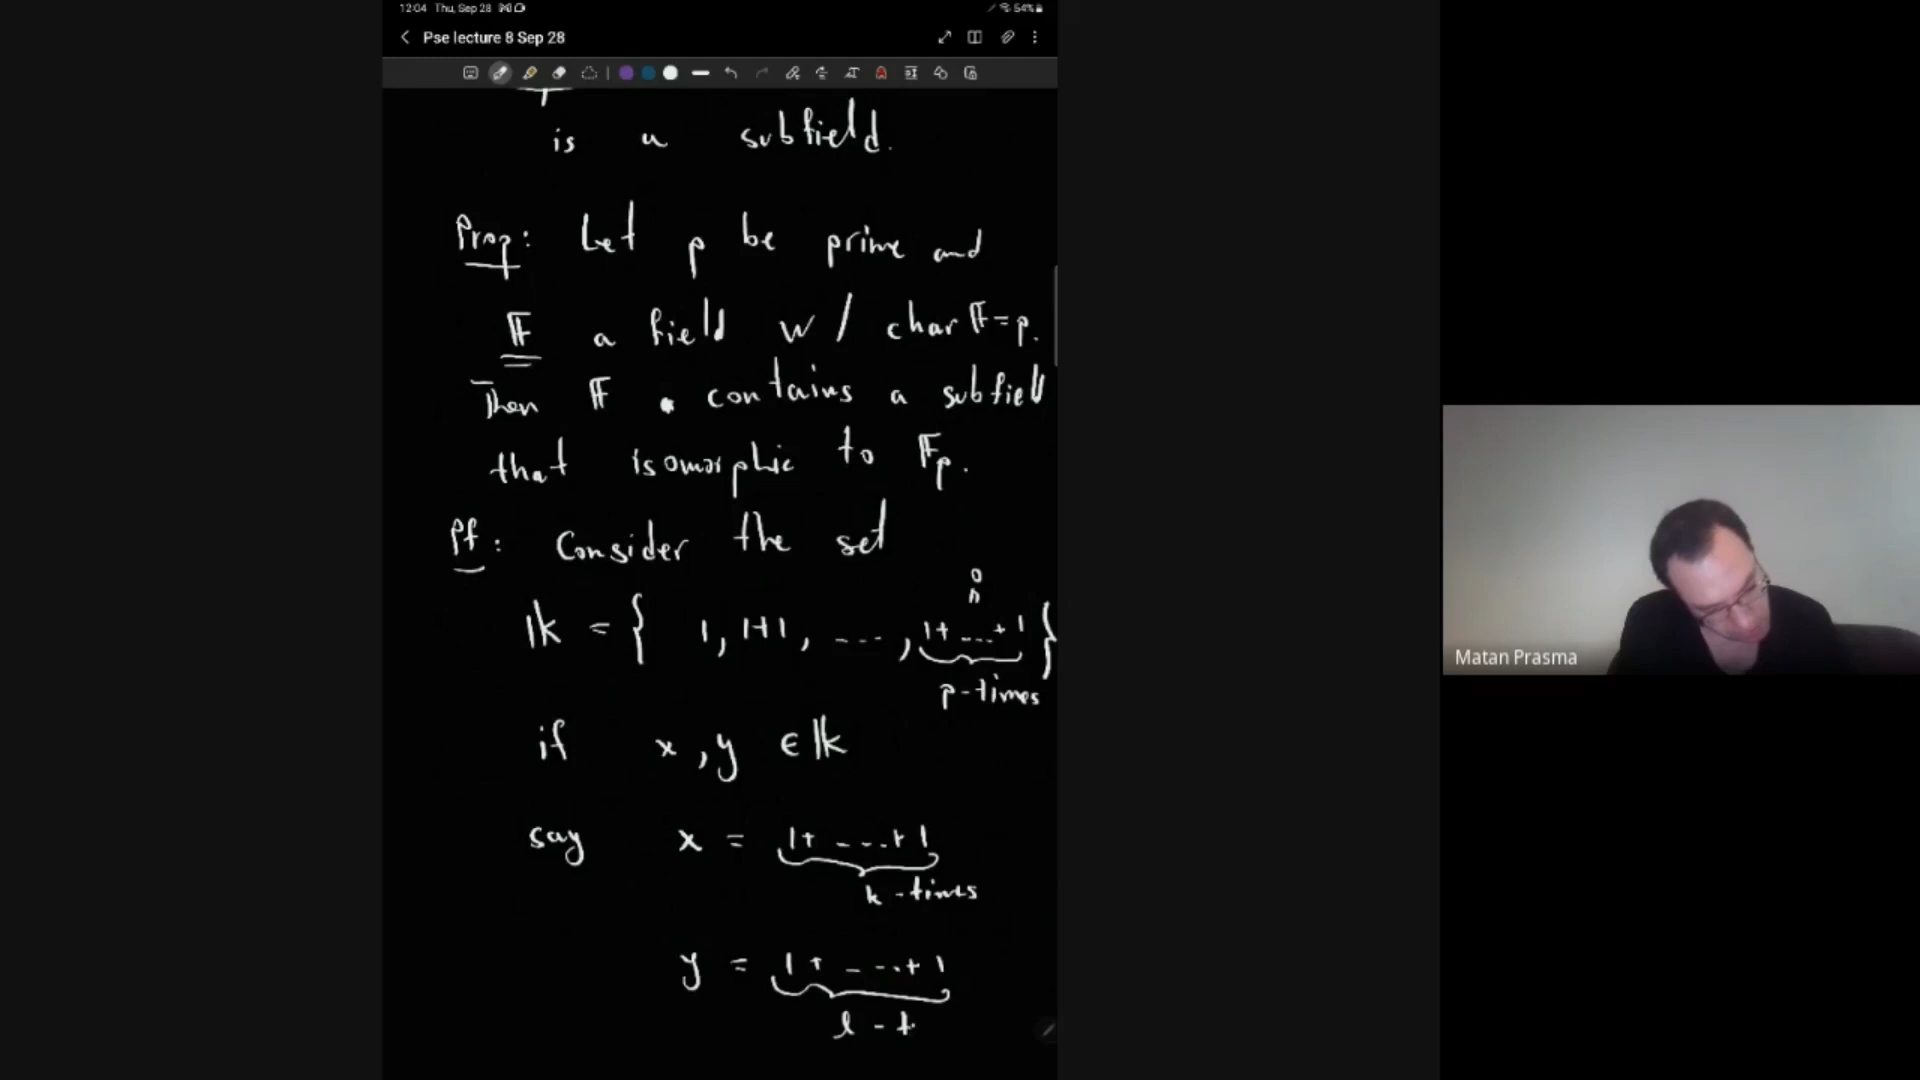 12:04 Thu, Sep 28
54%
Pse lecture 8 Sep 28
is a subfield.
Prop: Let p be prime and
𝔽 a field w/ char 𝔽=p.
Then 𝔽 contains a subfield
that isomorphic to 𝔽p.
Pf: Consider the set
0
𝕜 = { 1, 1+1, ..., 1+...+1 }
p-times
if x, y ∈ 𝕜
say x = 1+...+1
k-times
y = 1+...+1
l-t
Matan Prasma